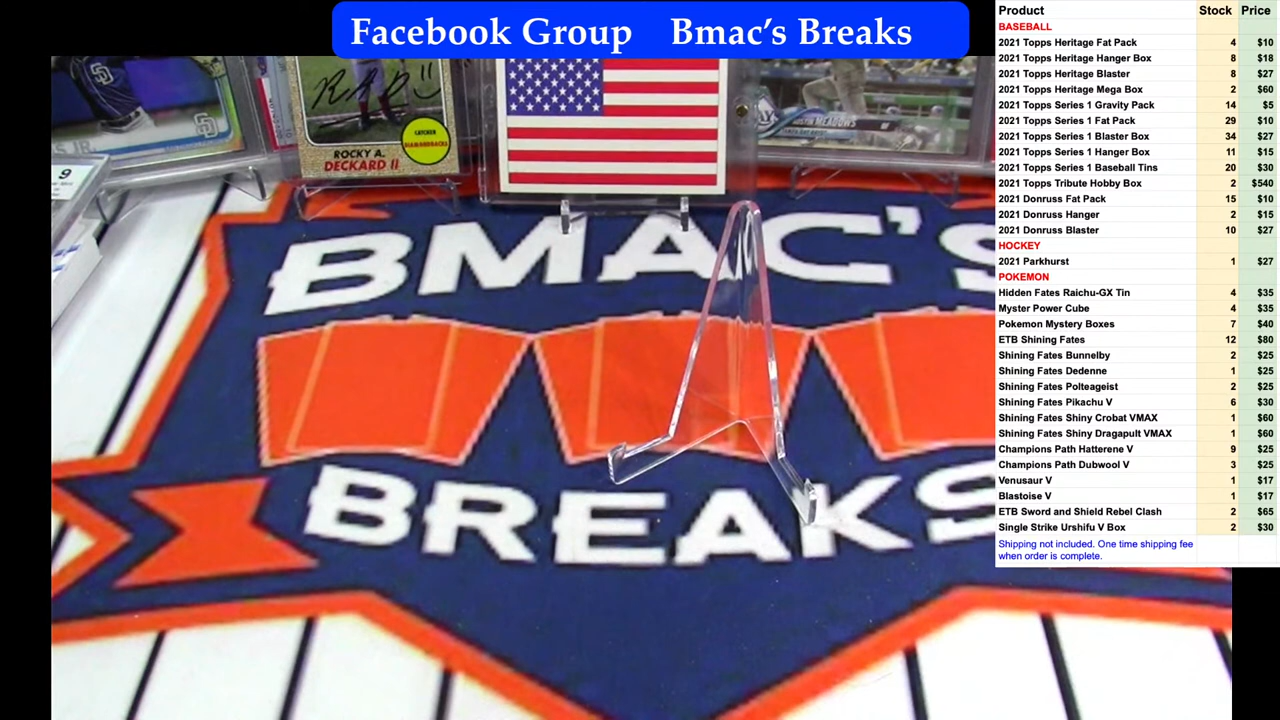 Facebook Group    Bmac's Breaks
Product Stock Price
BASEBALL
2021 Topps Heritage Fat Pack 4 $10
2021 Topps Heritage Hanger Box 8 $18
2021 Topps Heritage Blaster 8 $27
2021 Topps Heritage Mega Box 2 $60
2021 Topps Series 1 Gravity Pack 14 $5
2021 Topps Series 1 Fat Pack 29 $10
2021 Topps Series 1 Blaster Box 34 $27
2021 Topps Series 1 Hanger Box 11 $15
2021 Topps Series 1 Baseball Tins 20 $30
2021 Topps Tribute Hobby Box 2 $540
2021 Donruss Fat Pack 15 $10
2021 Donruss Hanger 2 $15
2021 Donruss Blaster 10 $27
HOCKEY
2021 Parkhurst 1 $27
POKEMON
Hidden Fates Raichu-GX Tin 4 $35
Myster Power Cube 4 $35
Pokemon Mystery Boxes 7 $40
ETB Shining Fates 12 $80
Shining Fates Bunnelby 2 $25
Shining Fates Dedenne 1 $25
Shining Fates Polteageist 2 $25
Shining Fates Pikachu V 6 $30
Shining Fates Shiny Crobat VMAX 1 $60
Shining Fates Shiny Dragapult VMAX 1 $60
Champions Path Hatterene V 9 $25
Champions Path Dubwool V 3 $25
Venusaur V 1 $17
Blastoise V 1 $17
ETB Sword and Shield Rebel Clash 2 $65
Single Strike Urshifu V Box 2 $30
Shipping not included. One time shipping fee
when order is complete.
CATCHER
DIAMONDBACKS
ROCKY A.
DECKARD II
AUSTIN MEADOWS
JR.
9
BMAC'S
BREAKS